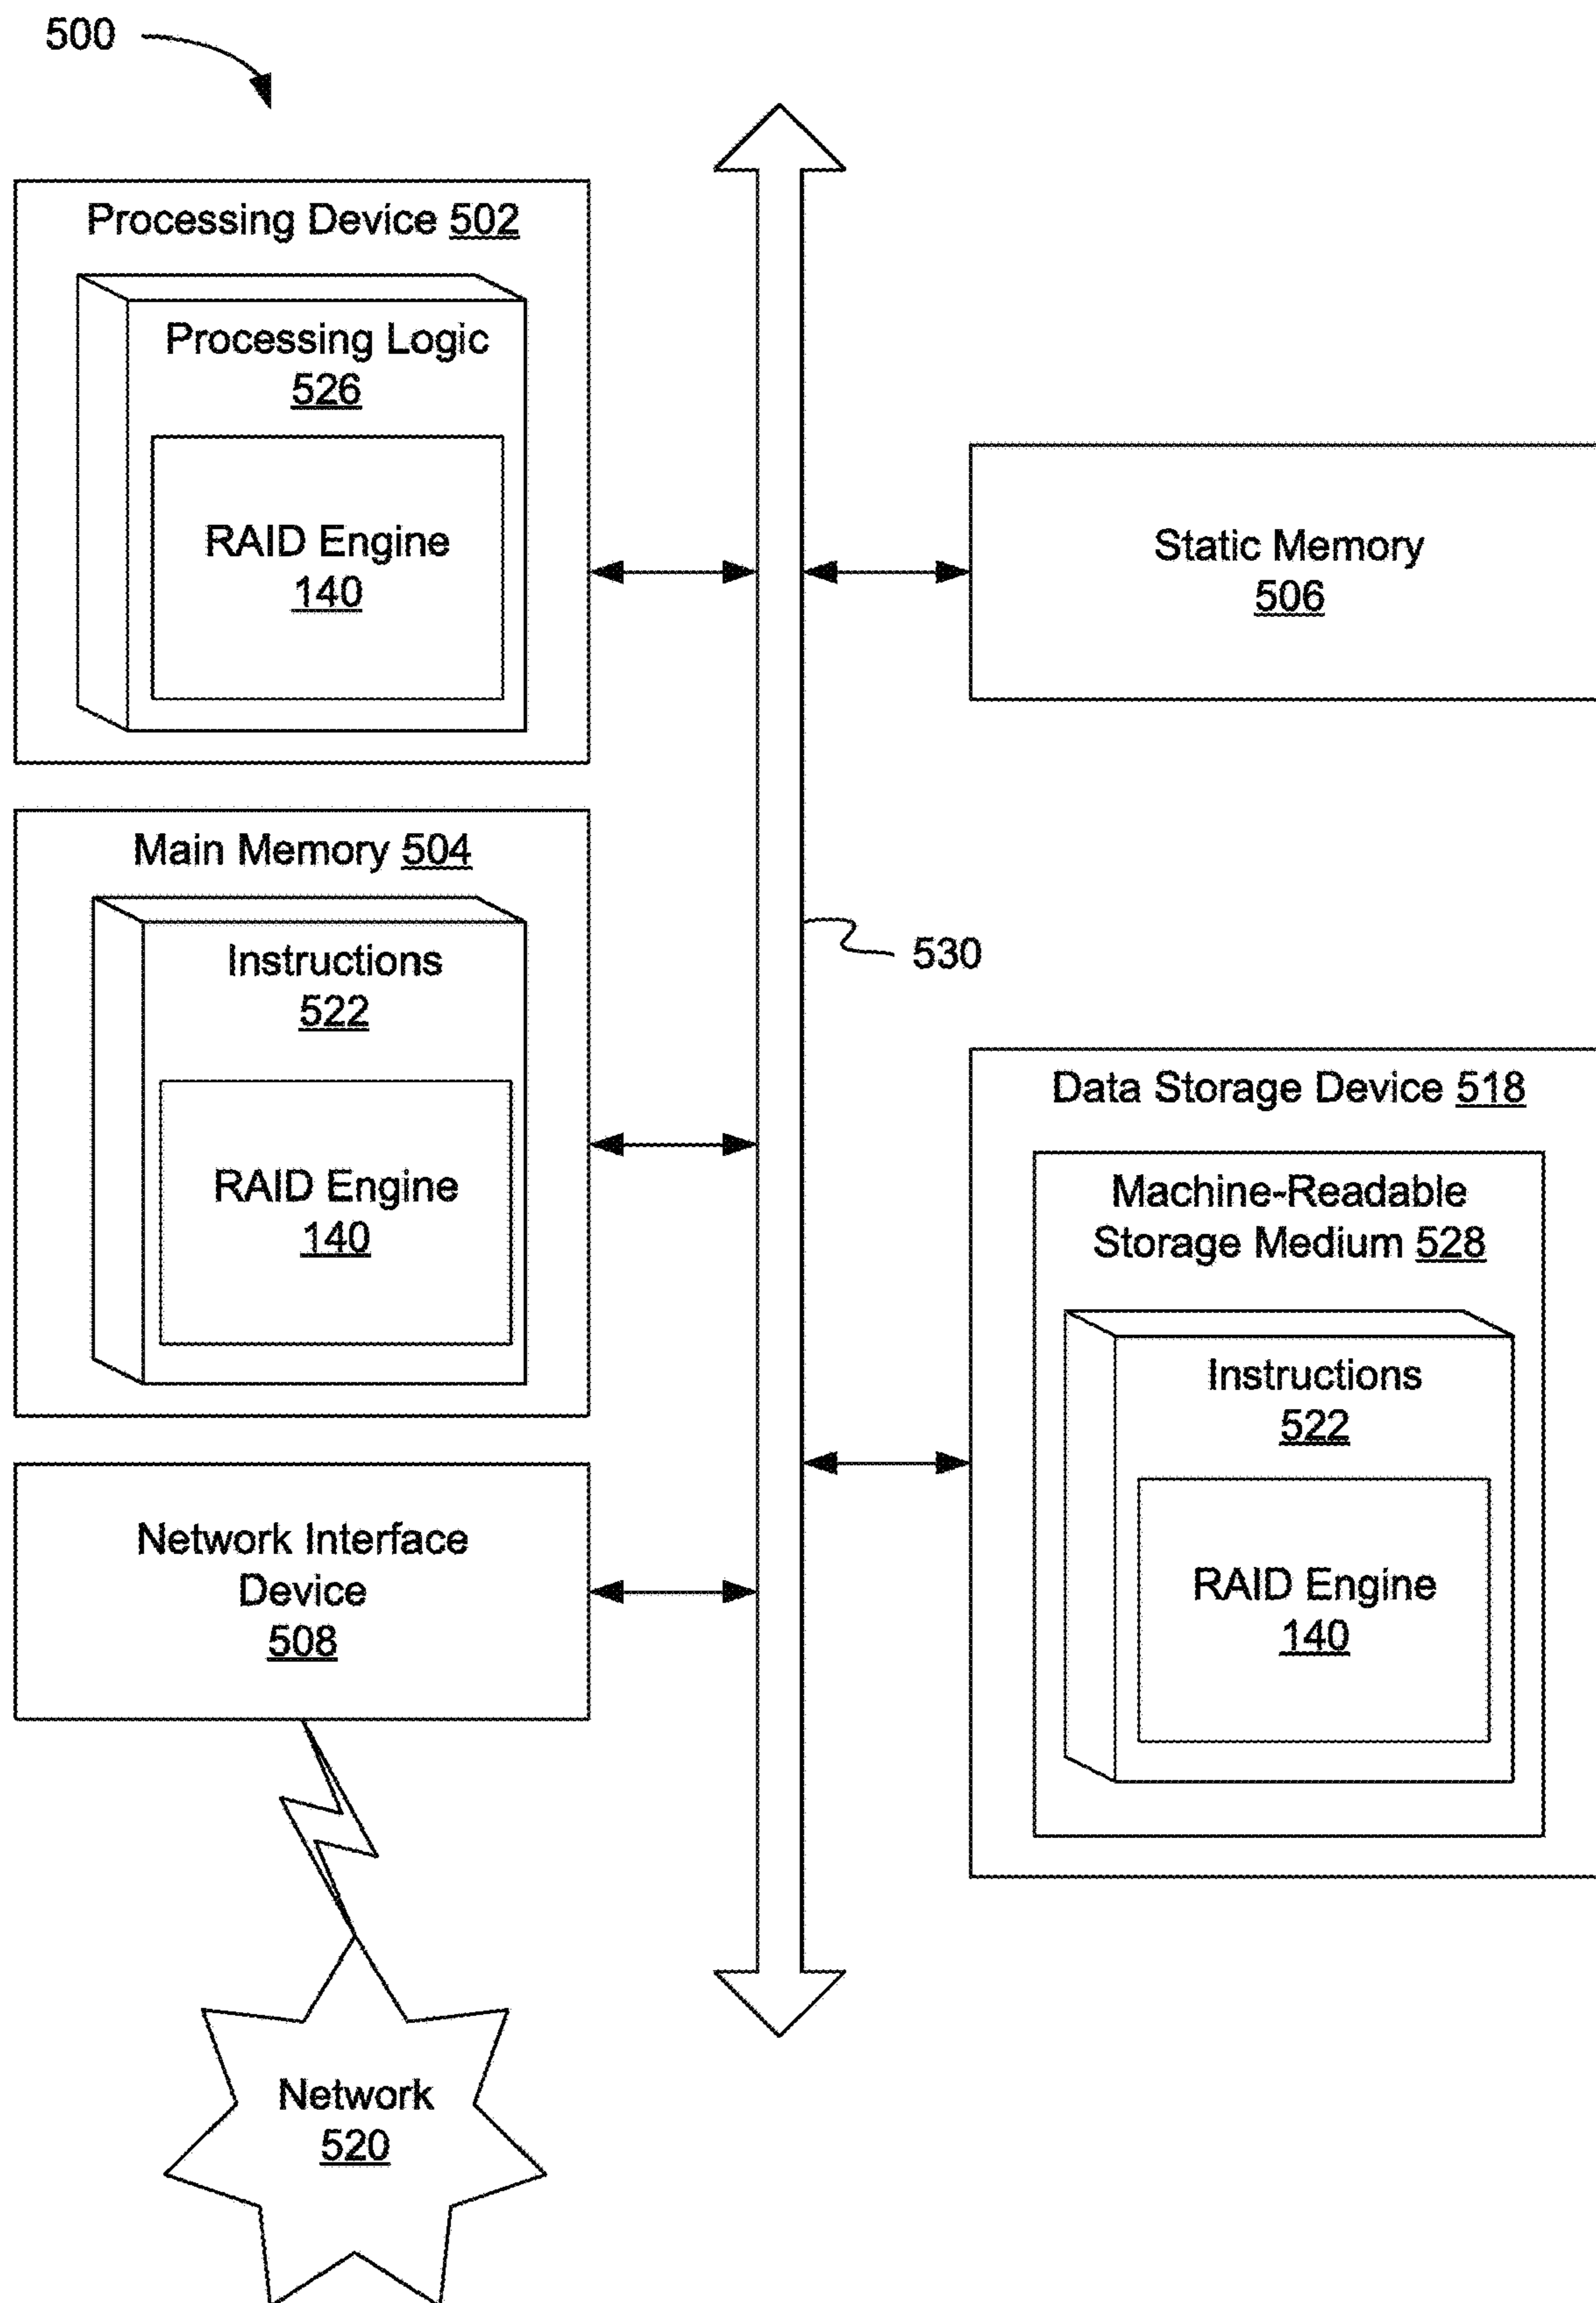 500
Processing Device 502
Processing Logic
526
RAID Engine
140
Static Memory
506
Main Memory 504
Instructions
522
RAID Engine
140
530
Data Storage Device 518
Machine-Readable
Storage Medium 528
Instructions
522
RAID Engine
140
Network Interface
Device
508
Network
520